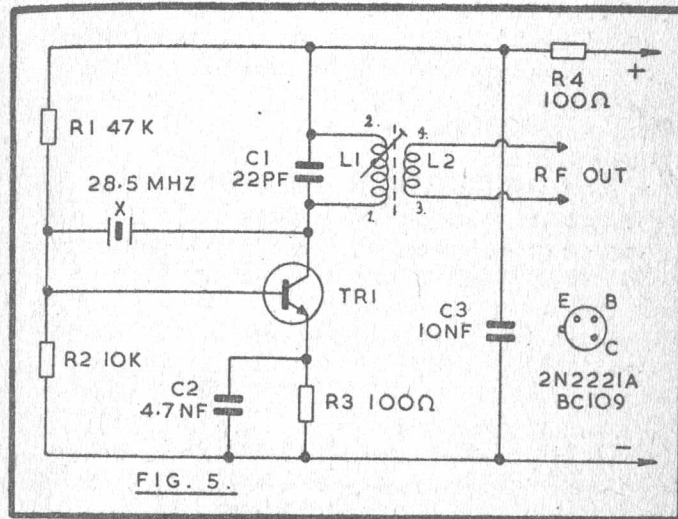 R4
100Ω
+
R1 47 K
C1
22PF
2.
L1
1.
4.
L2
3
RF OUT
28.5 MHZ
X
TR1
C3
10NF
E
B
C
2N2221A
BC109
R2 10K
C2
4.7NF
R3 100Ω
-
FIG. 5.